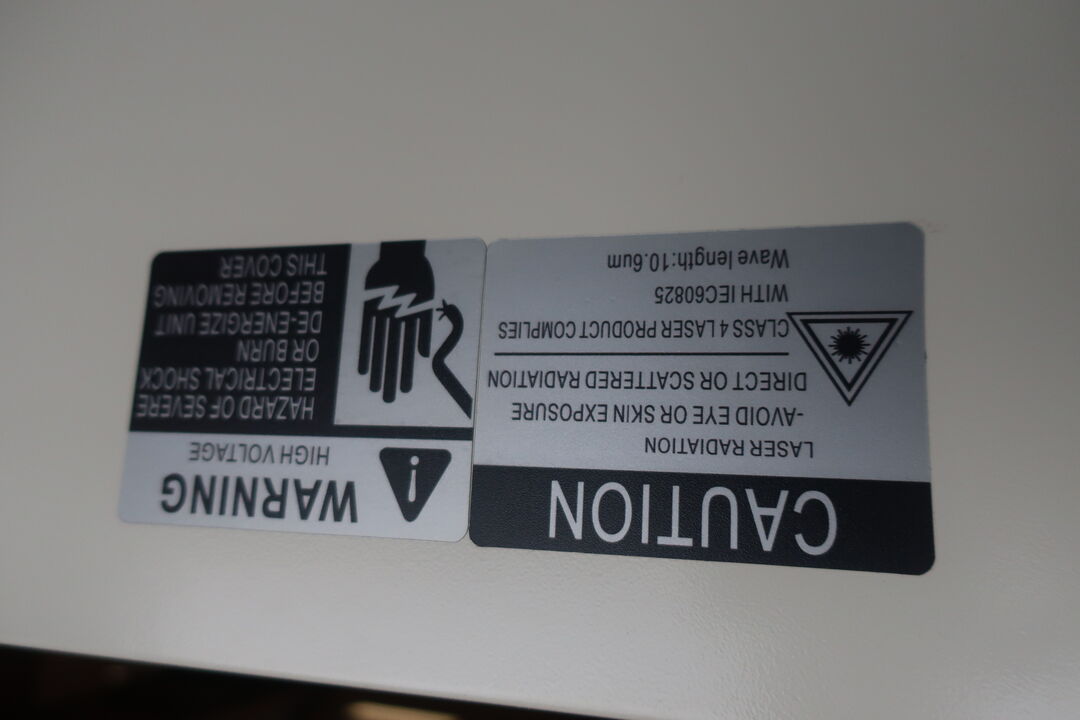 CAUTION
LASER RADIATION
-AVOID EYE OR SKIN EXPOSURE
DIRECT OR SCATTERED RADIATION
CLASS 4 LASER PRODUCT COMPLIES
WITH IEC60825
Wave length:10.6um
WARNING
HIGH VOLTAGE
HAZARD OF SEVERE
ELECTRICAL SHOCK
OR BURN
DE-ENERGIZE UNIT
BEFORE REMOVING
THIS COVER